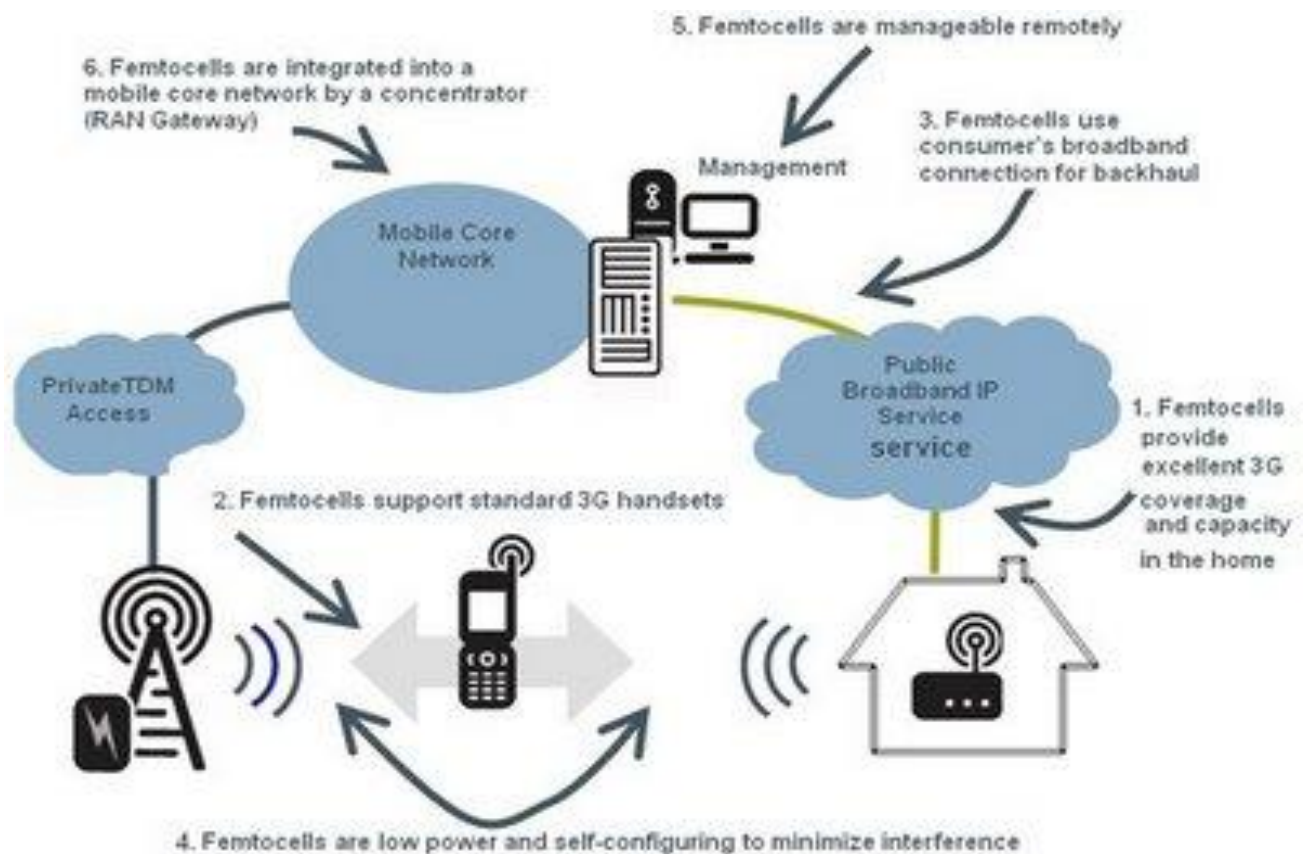 5. Femtocells are manageable remotely
6. Femtocells are integrated into a
mobile core network by a concentrator
(RAN Gateway)
3. Femtocells use
consumer's broadband
connection for backhaul
Management
Mobile Core
Network
PrivateTDM
Access
Public
Broadband IP
Service
service
1. Femtocells
provide
excellent 3G
coverage
and capacity
in the home
2. Femtocells support standard 3G handsets
4. Femtocells are low power and self-configuring to minimize interference